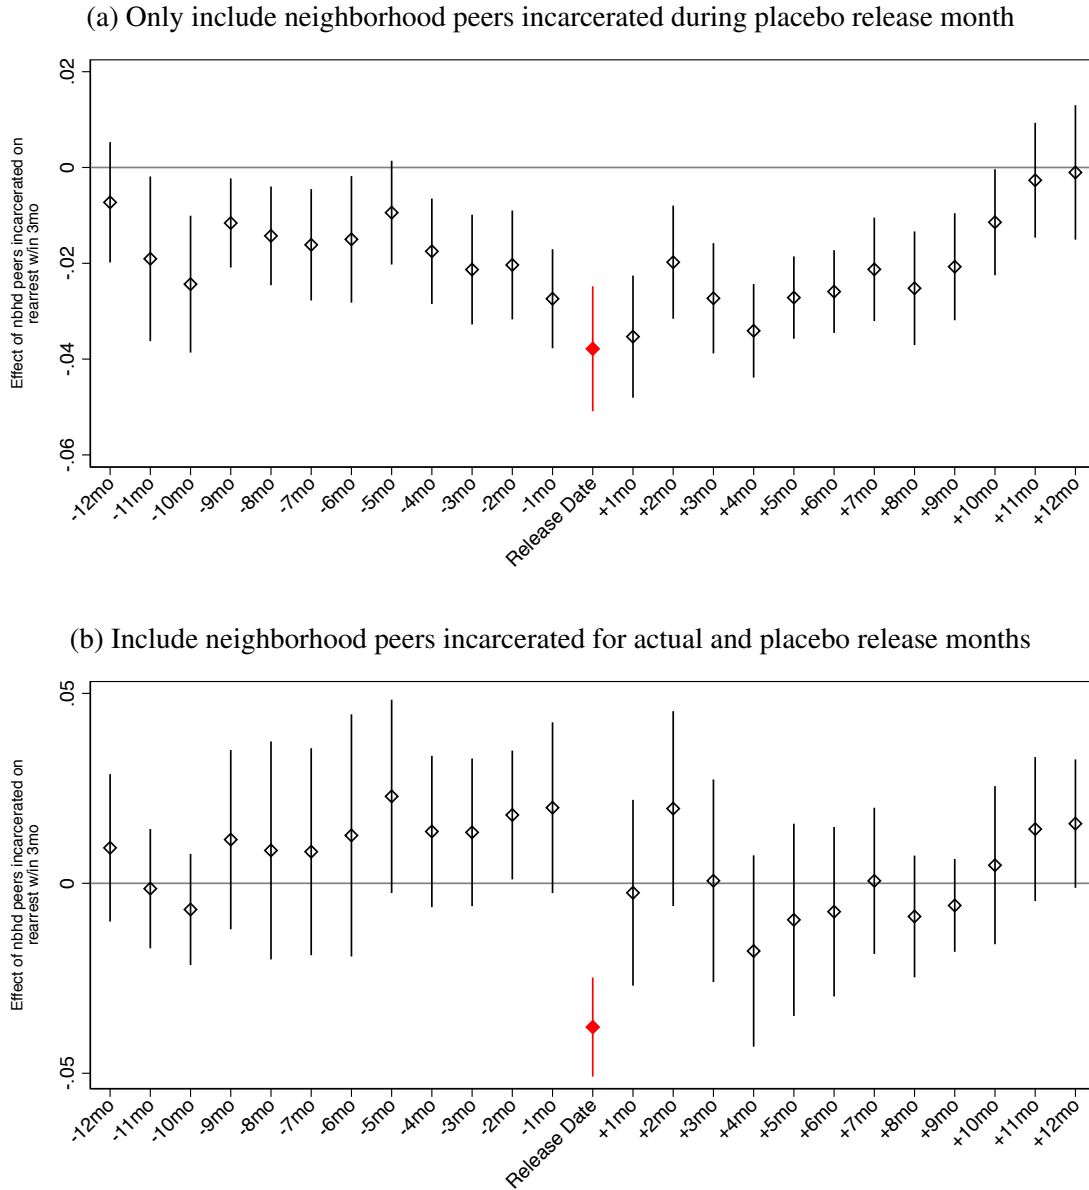 (a) Only include neighborhood peers incarcerated during placebo release month
Effect of nbhd peers incarcerated on
rearrest w/in 3mo
.02
0
-.02
-.04
-.06
-12mo
-11mo
-10mo
-9mo
-8mo
-7mo
-6mo
-5mo
-4mo
-3mo
-2mo
-1mo
Release Date
+1mo
+2mo
+3mo
+4mo
+5mo
+6mo
+7mo
+8mo
+9mo
+10mo
+11mo
+12mo
(b) Include neighborhood peers incarcerated for actual and placebo release months
Effect of nbhd peers incarcerated on
rearrest w/in 3mo
.05
0
-.05
-12mo
-11mo
-10mo
-9mo
-8mo
-7mo
-6mo
-5mo
-4mo
-3mo
-2mo
-1mo
Release Date
+1mo
+2mo
+3mo
+4mo
+5mo
+6mo
+7mo
+8mo
+9mo
+10mo
+11mo
+12mo